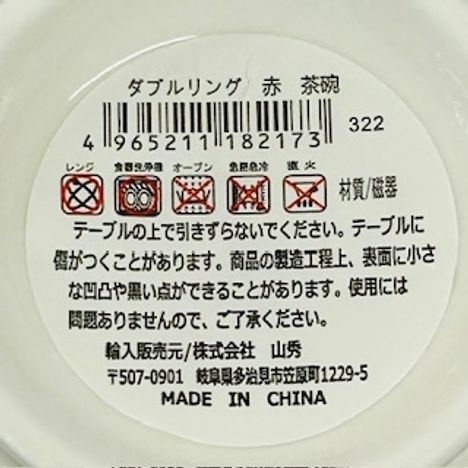 ダブルリング 赤 茶碗
4 965211 182173 322
レンジ 食器洗浄機 オーブン 急熱急冷 直火
材質/磁器
テーブルの上で引きずらないでください。テーブルに
傷がつくことがあります。商品の製造工程上、裏面に小さ
な凹凸や黒い点ができることがあります。使用には
問題ありませんので、ご了承ください。
輸入販売元/株式会社 山秀
〒507-0901 岐阜県多治見市笠原町1229-5
MADE IN CHINA